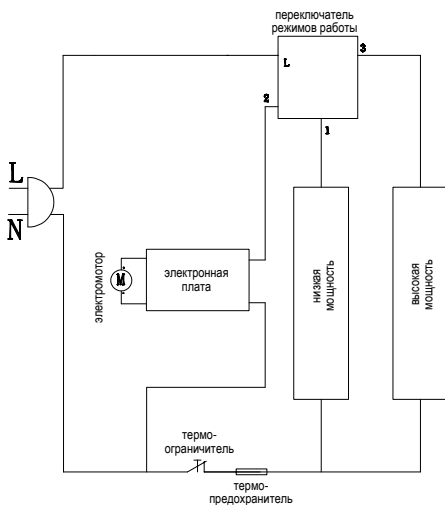 переключатель
режимов работы
L
3
2
1
L
N
электромотор
M
электронная
плата
низкая
мощность
высокая
мощность
термо-
ограничитель
термо-
предохранитель